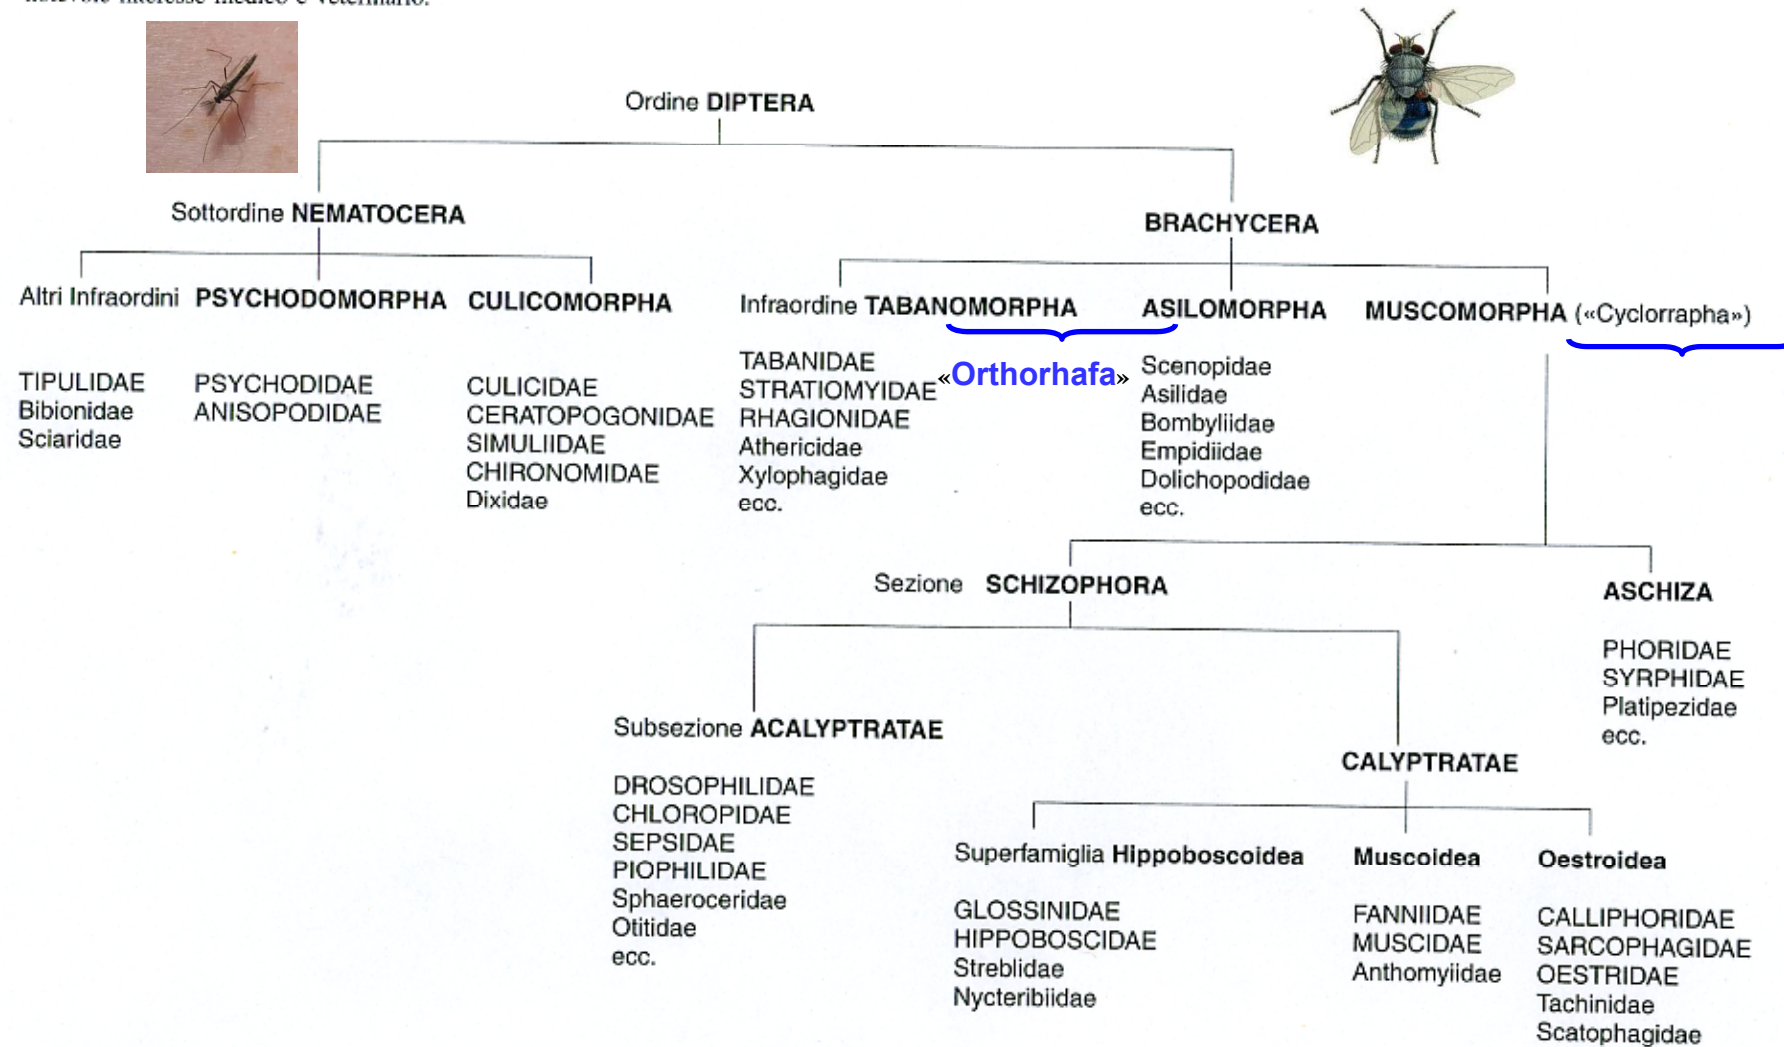 interesse medico e veterinario.
Ordine DIPTERA
Sottordine NEMATOCERA
BRACHYCERA
Altri Infraordini PSYCHODOMORPHA CULICOMORPHA
Infraordine TABANOMORPHA ASILOMORPHA MUSCOMORPHA («Cyclorrapha»)
«Orthorhafa»
TIPULIDAE
Bibionidae
Sciaridae
PSYCHODIDAE
ANISOPODIDAE
CULICIDAE
CERATOPOGONIDAE
SIMULIIDAE
CHIRONOMIDAE
Dixidae
TABANIDAE
STRATIOMYIDAE
RHAGIONIDAE
Athericidae
Xylophagidae
ecc.
Scenopidae
Asilidae
Bombyliidae
Empidiidae
Dolichopodidae
ecc.
Sezione SCHIZOPHORA
ASCHIZA
PHORIDAE
SYRPHIDAE
Platipezidae
ecc.
Subsezione ACALYPTRATAE
DROSOPHILIDAE
CHLOROPIDAE
SEPSIDAE
PIOPHILIDAE
Sphaeroceridae
Otitidae
ecc.
CALYPTRATAE
Superfamiglia Hippoboscoidea
GLOSSINIDAE
HIPPOBOSCIDAE
Streblidae
Nycteribiidae
Muscoidea
FANNIIDAE
MUSCIDAE
Anthomyiidae
Oestroidea
CALLIPHORIDAE
SARCOPHAGIDAE
OESTRIDAE
Tachinidae
Scatophagidae